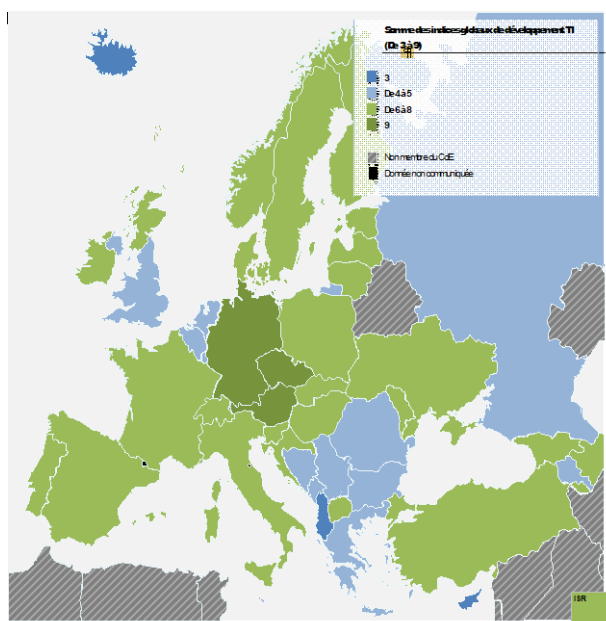 Somme des indices globaux de développement TI
(De 3 à 9)
3
De 4 à 5
De 6 à 8
9
Non membre du CdE
Donnée non communiquée
ISR